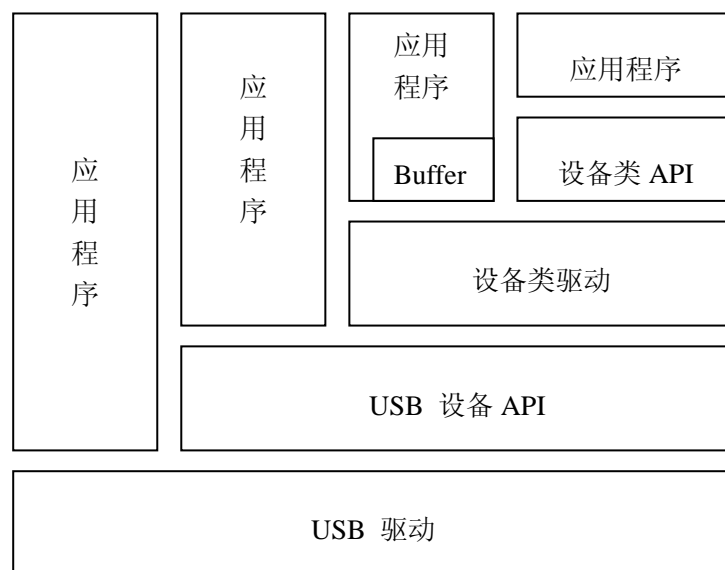 应用程序
应用程序
应用
程序
Buffer
应用程序
设备类 API
设备类驱动
USB 设备 API
USB 驱动